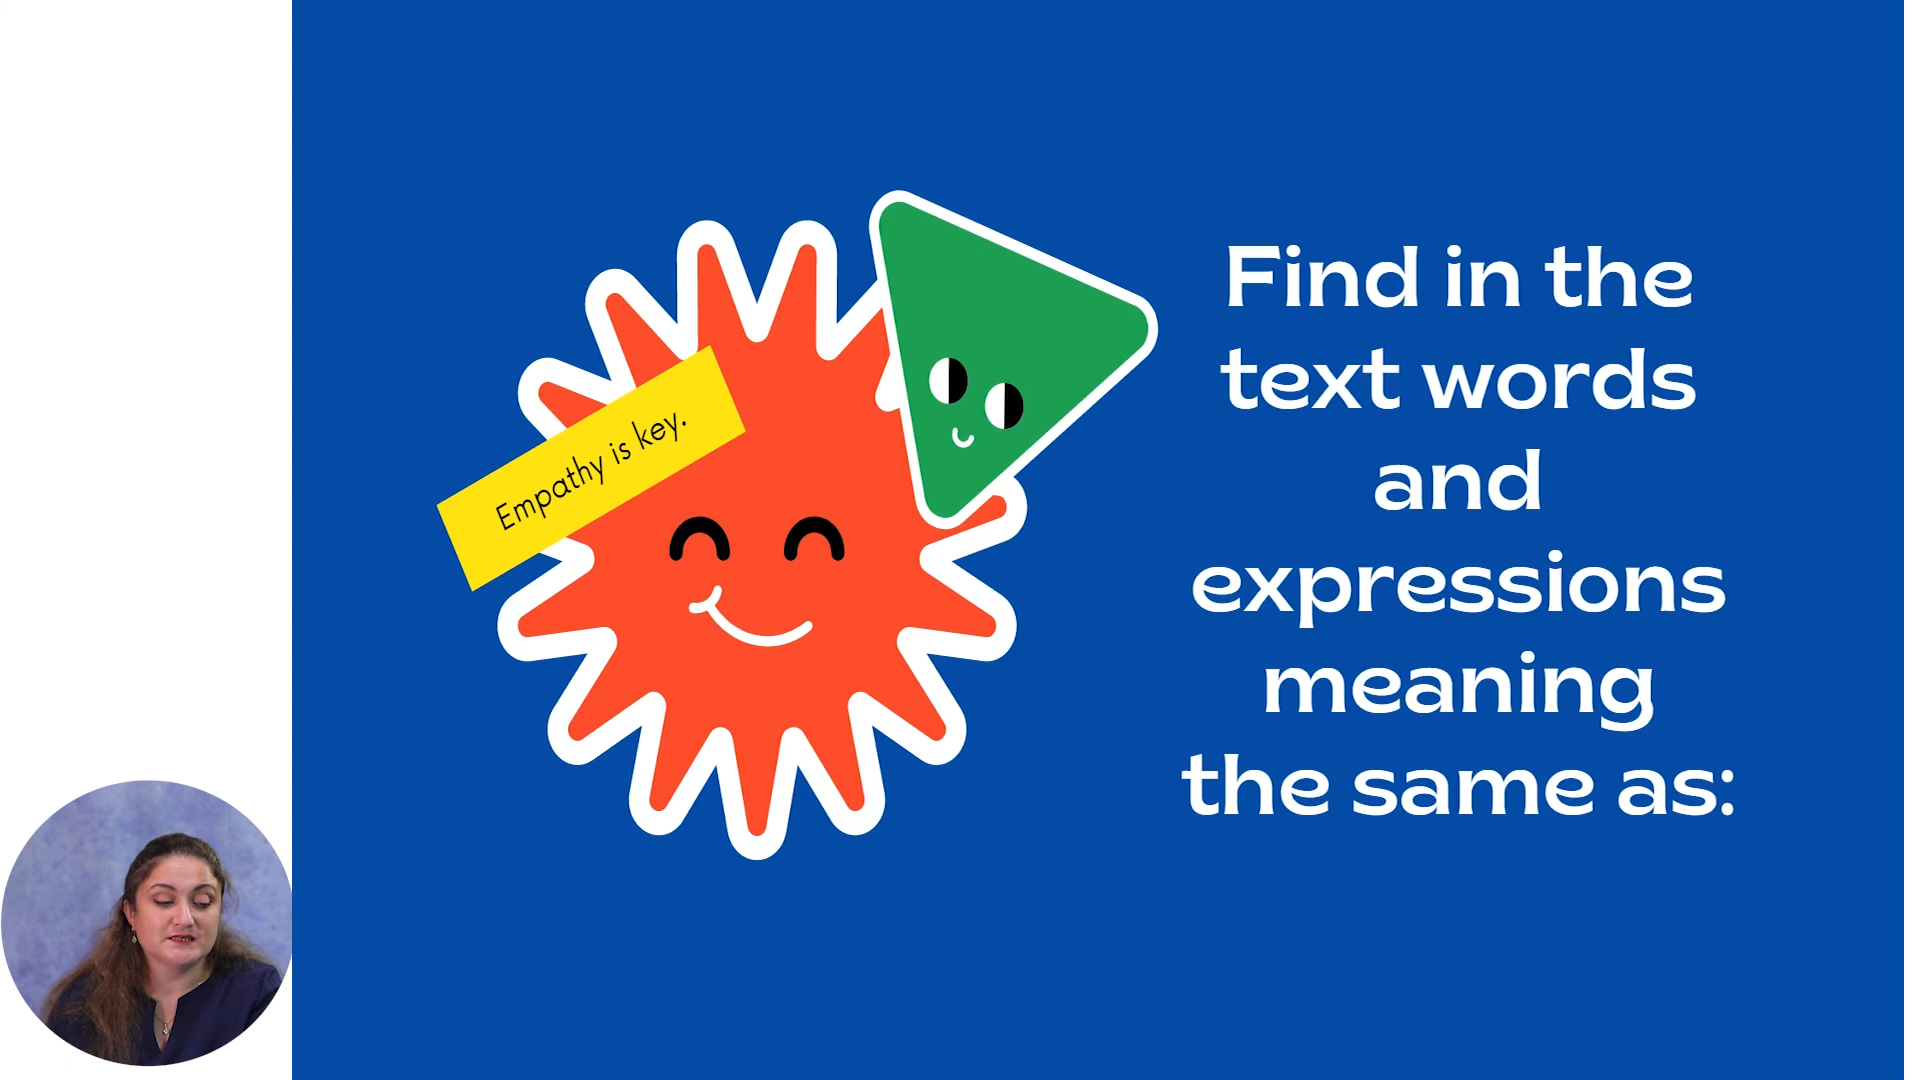 Empathy is key.
Find in the
text words
and
expressions
meaning
the same as: